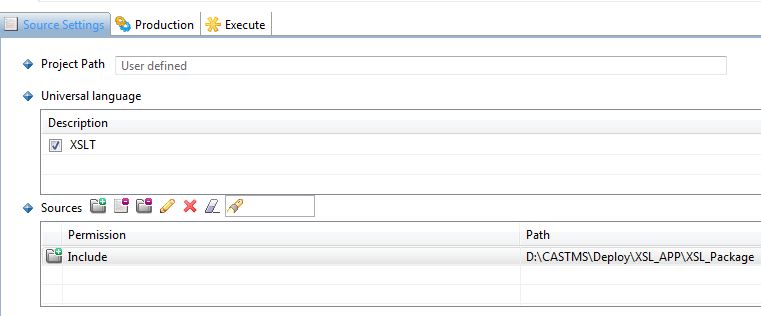 Source Settings Production Execute
Project Path User defined
Universal language
Description
XSLT
Sources
Permission Path
Include D:\CASTMS\Deploy\XSL_APP\XSL_Package